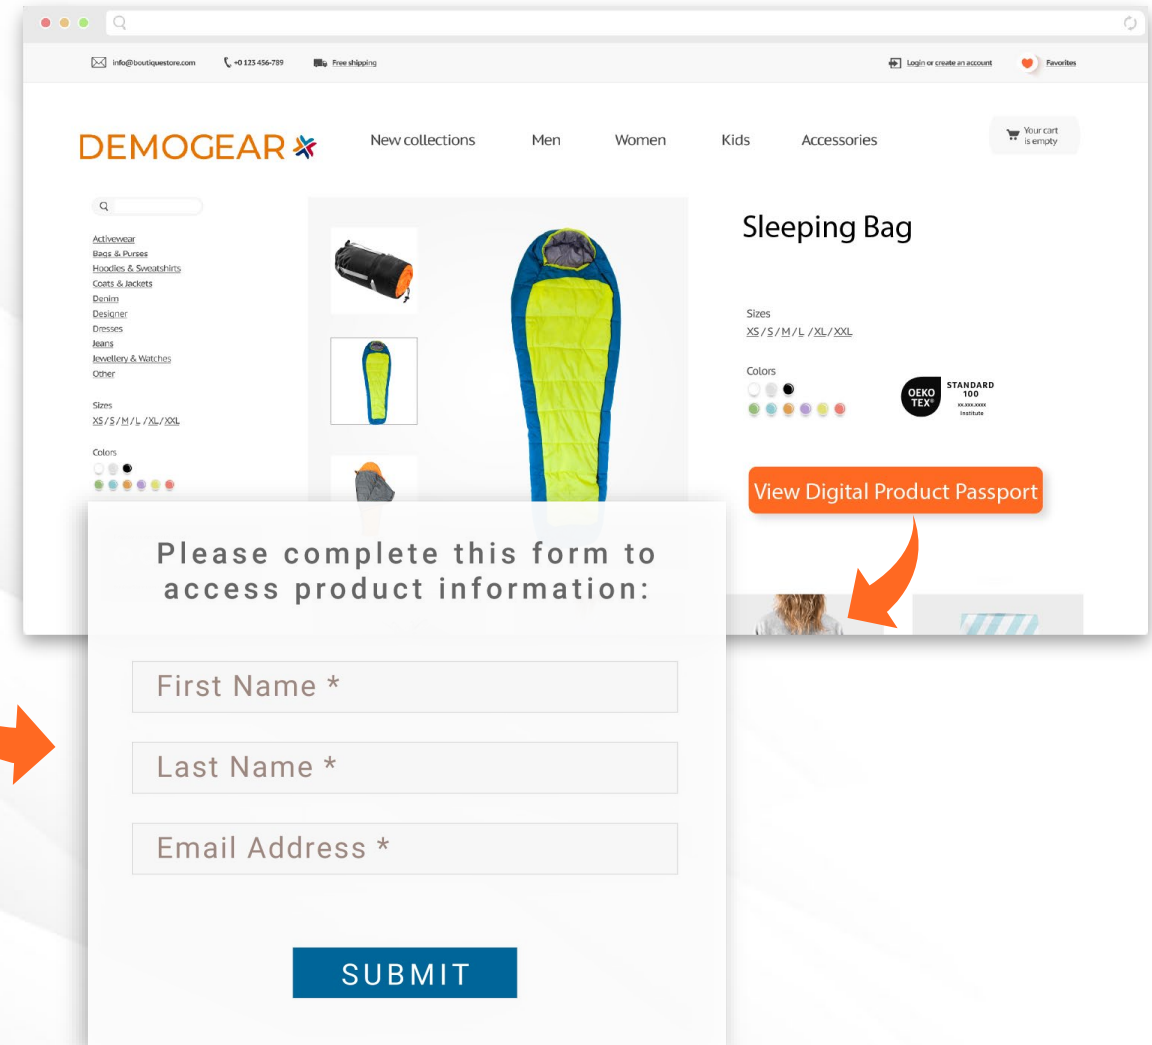 info@boutiquestore.com
+0 123 456-789
Free shipping
Login or create an account
Favorites
DEMOGEAR
New collections
Men
Women
Kids
Accessories
Your cart
is empty
Activewear
Bags & Purses
Hoodies & Sweatshirts
Coats & Jackets
Denim
Designer
Dresses
Jeans
Jewellery & Watches
Other
Sizes
XS / S / M / L / XL / XXL
Colors
Sleeping Bag
Sizes
XS / S / M / L / XL / XXL
Colors
OEKO
TEX®
STANDARD
100
xx.xxx.xxxx
Institute
View Digital Product Passport
Please complete this form to
access product information:
First Name *
Last Name *
Email Address *
SUBMIT